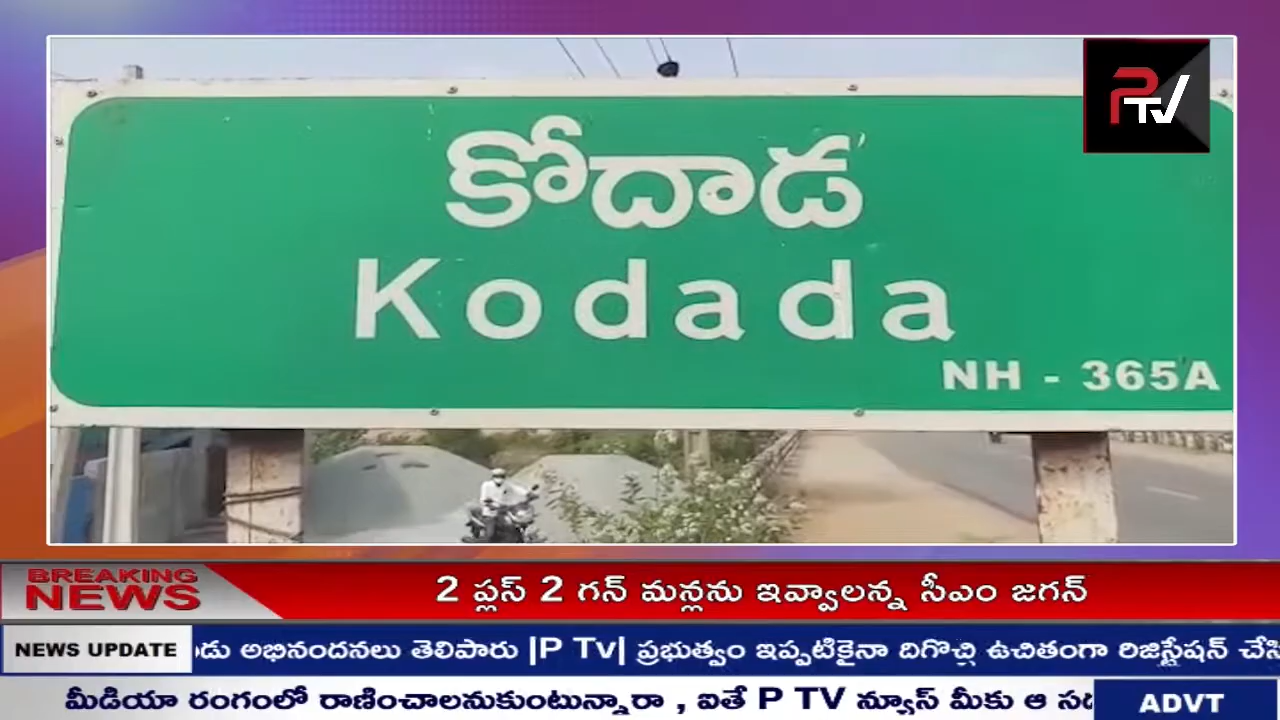 PTV
కోదాడ
Kodada
NH - 365A
BREAKING
NEWS
2 ప్లస్ 2 గన్ మన్లను ఇవ్వాలన్న సీఎం జగన్
NEWS UPDATE
అభినందనలు తెలిపారు |P Tv| ప్రభుత్వం ఇప్పటికైనా దిగొచ్చి ఉచితంగా రిజిస్ట్రేషన్
మీడియా రంగంలో రాణించాలనుకుంటున్నారా , ఐతే P TV న్యూస్ మీకు ఆ
ADVT